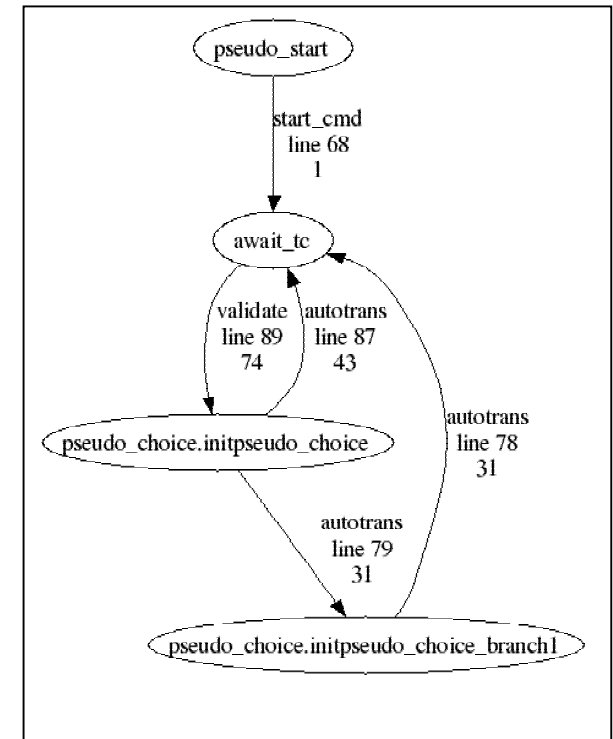 pseudo_start
start_cmd
line 68
1
await_tc
validate
line 89
74
autotrans
line 87
43
pseudo_choice.initpseudo_choice
autotrans
line 78
31
autotrans
line 79
31
pseudo_choice.initpseudo_choice_branch1